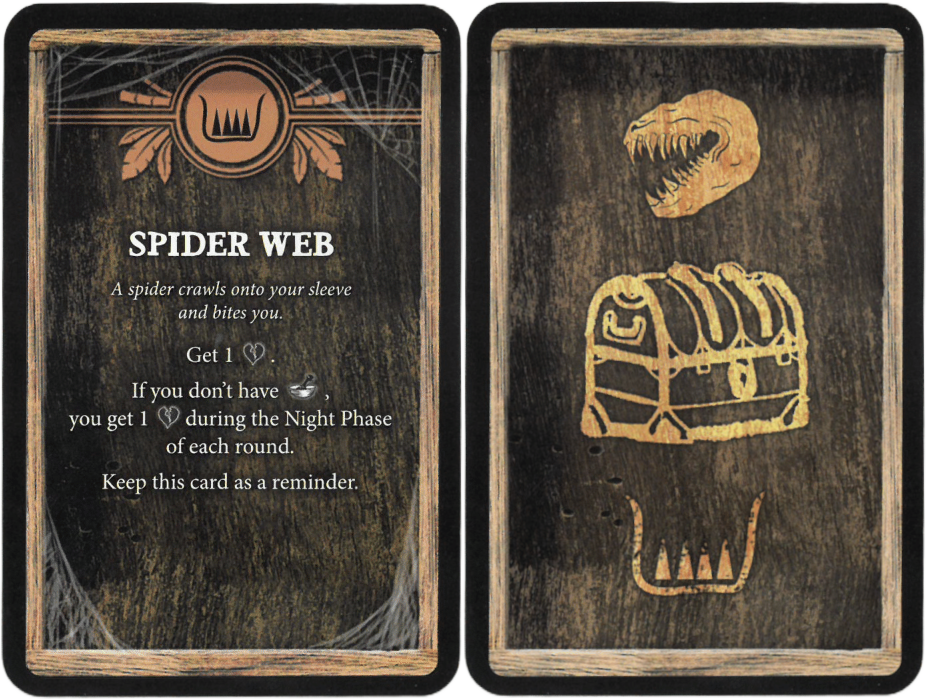 SPIDER WEB
A spider crawls onto your sleeve
and bites you.
Get 1 .
If you don't have ,
you get 1 during the Night Phase
of each round.
Keep this card as a reminder.